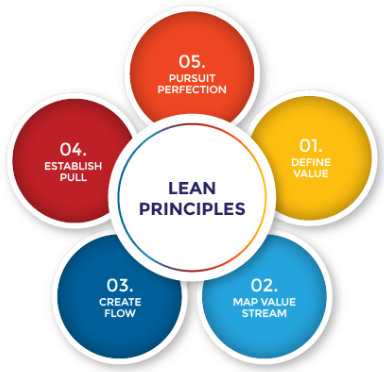 LEAN
PRINCIPLES
01.
DEFINE
VALUE
02.
MAP VALUE
STREAM
03.
CREATE
FLOW
04.
ESTABLISH
PULL
05.
PURSUIT
PERFECTION